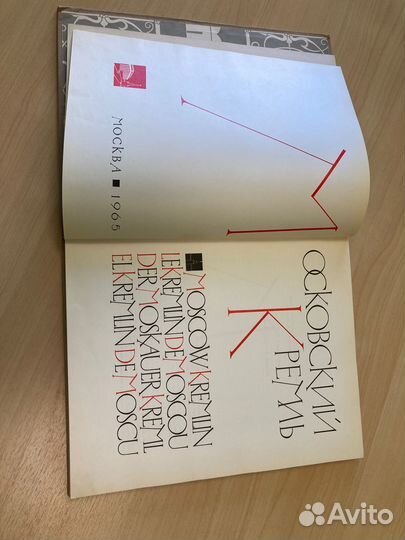 МОСКОВСКИЙ
КРЕМЛЬ
MOSCOW KREMLIN
LE KREMLIN DE MOSCOU
DER MOSKAUER KREML
EL KREMLIN DE MOSCU
МОСКВА ■ 1965
Avito